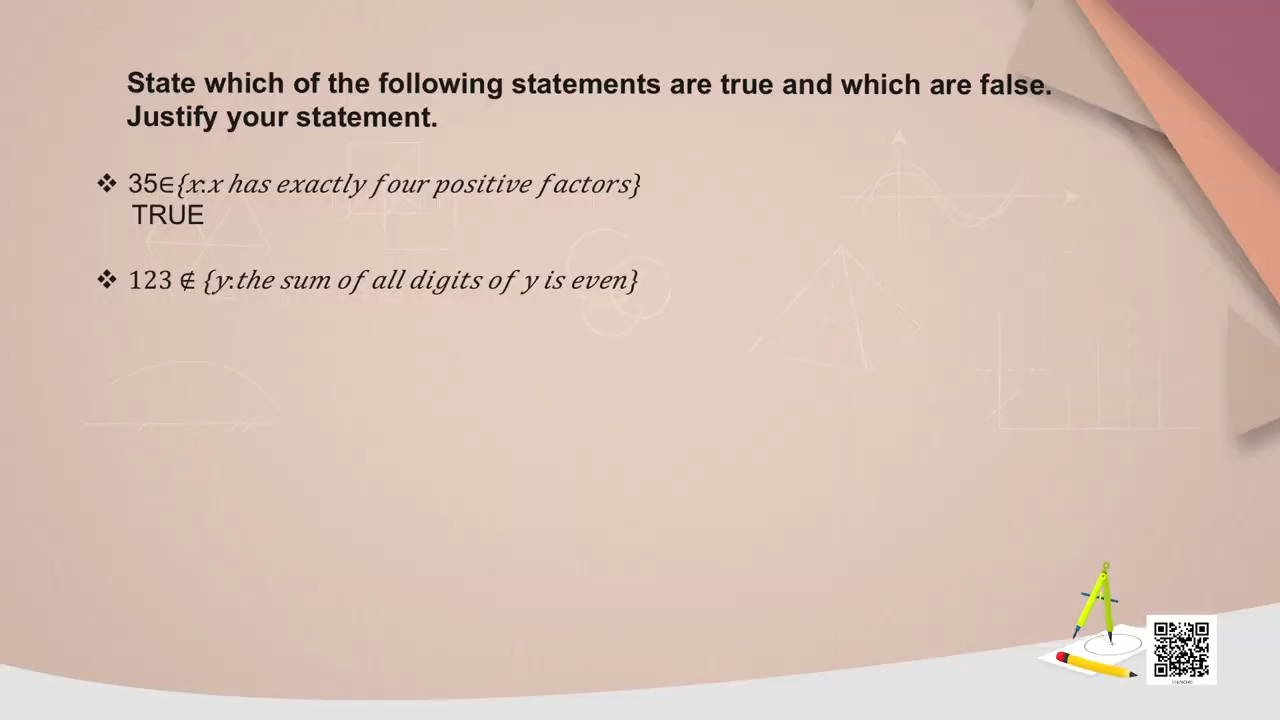 State which of the following statements are true and which are false.
Justify your statement.
❖ 35∈{x:x has exactly four positive factors}
TRUE
❖ 123 ∉ {y:the sum of all digits of y is even}